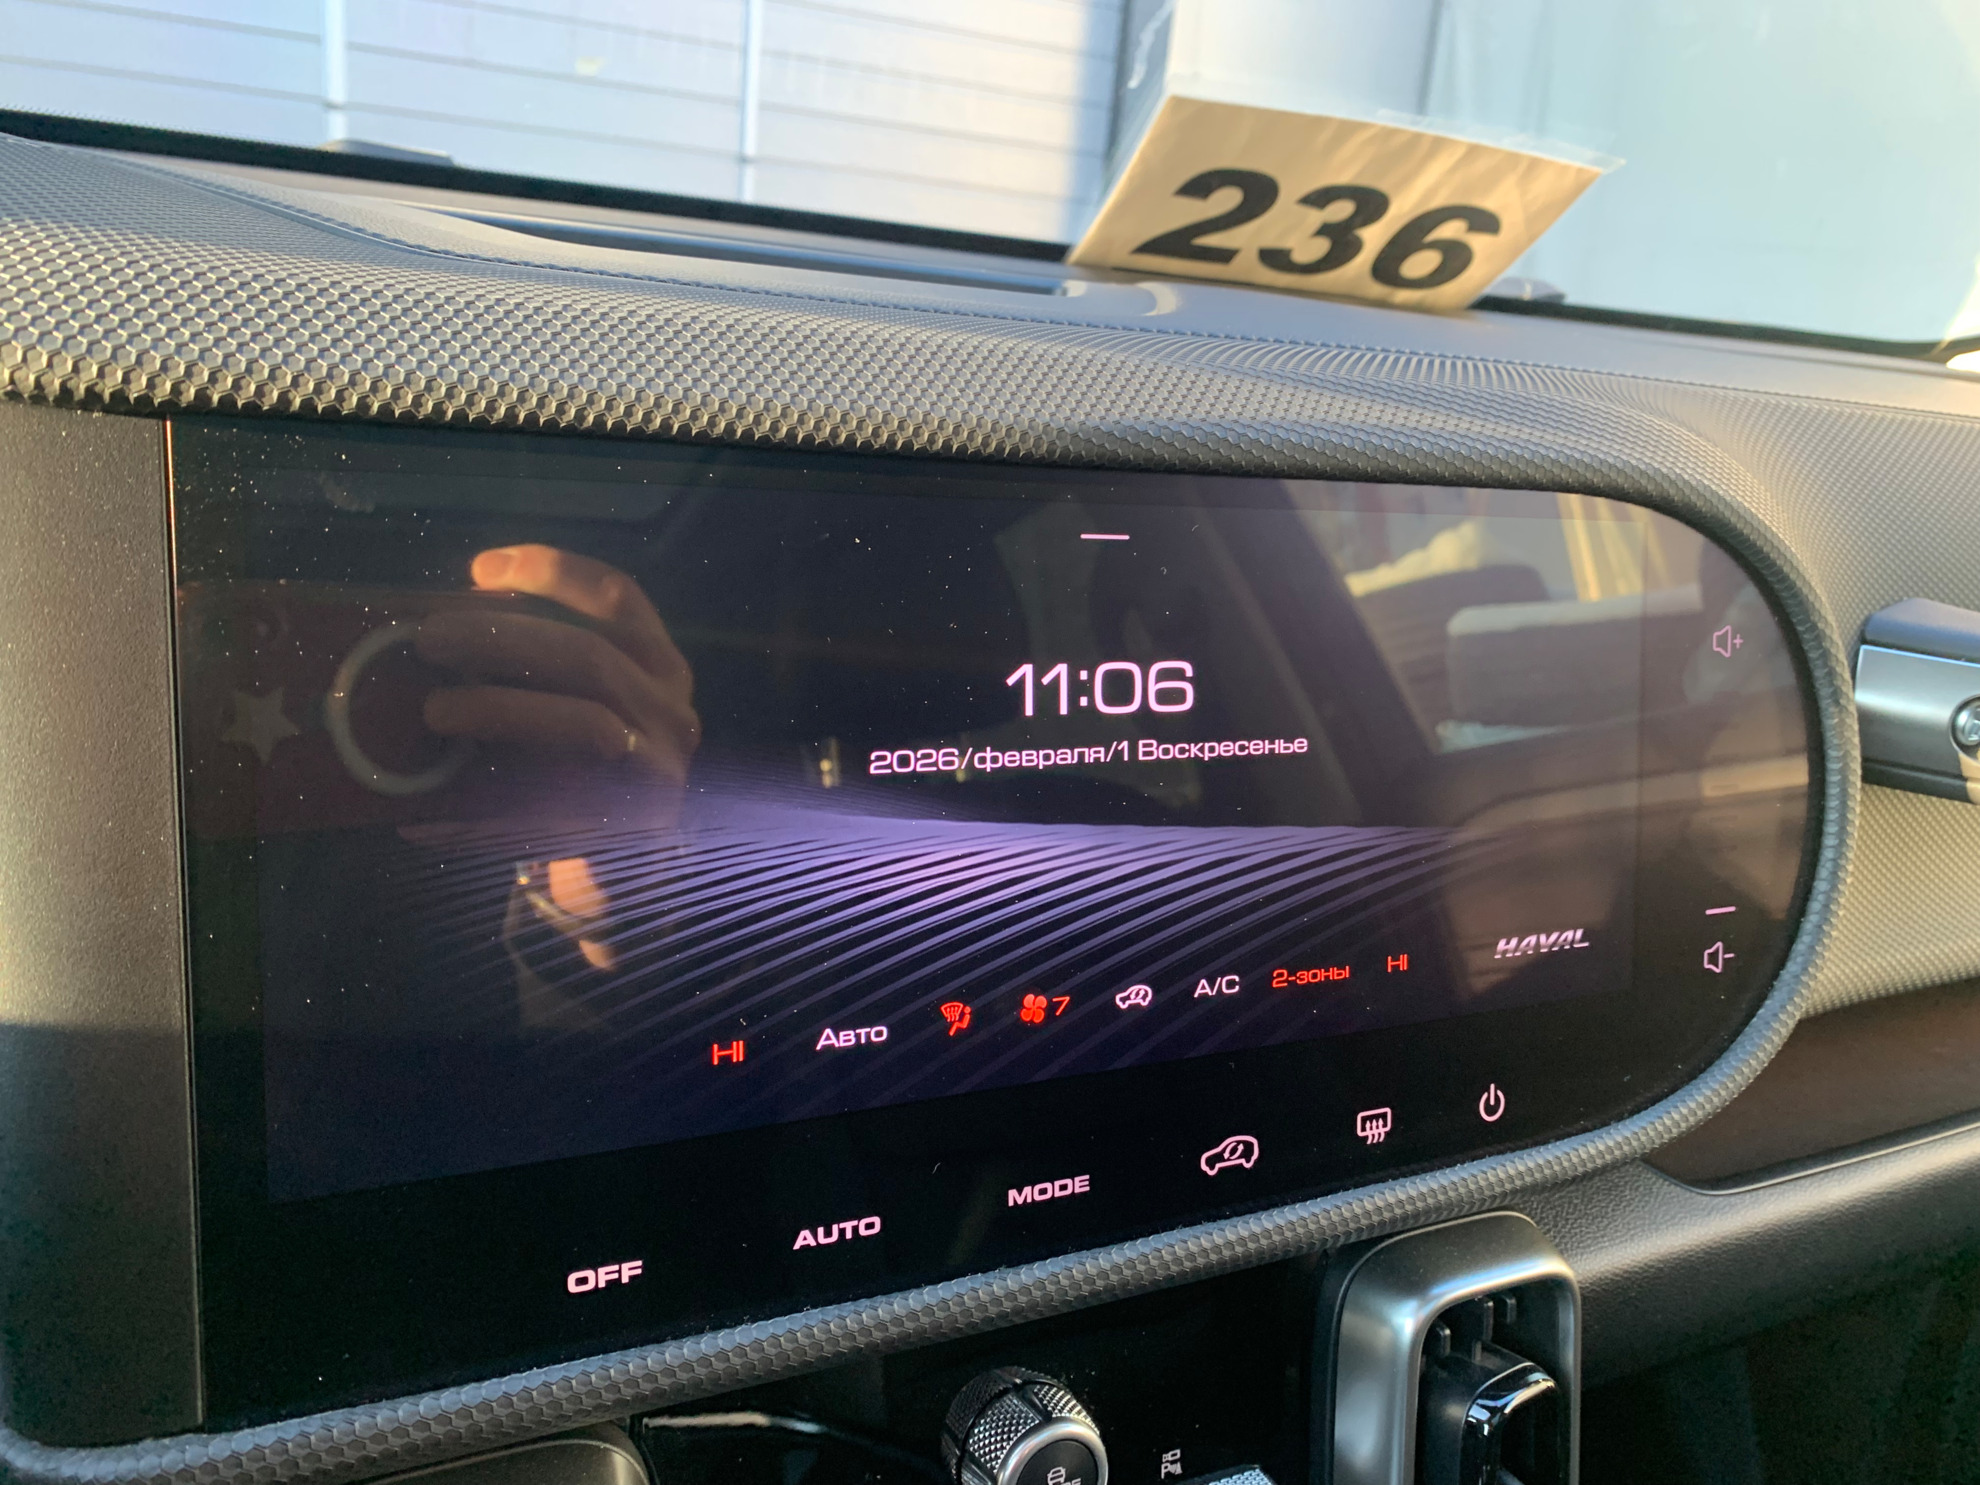 236
11:06
2026/февраля/1 Воскресенье
HAVAL
HI Авто 7 A/C 2-зоны HI
OFF AUTO MODE